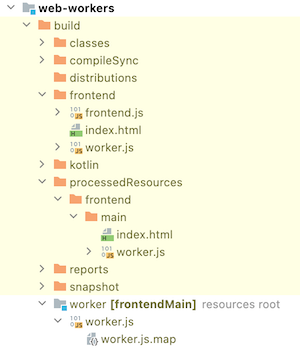 web-workers
build
classes
compileSync
distributions
frontend
frontend.js
index.html
worker.js
kotlin
processedResources
frontend
main
index.html
worker.js
reports
snapshot
worker [frontendMain] resources root
worker.js
worker.js.map